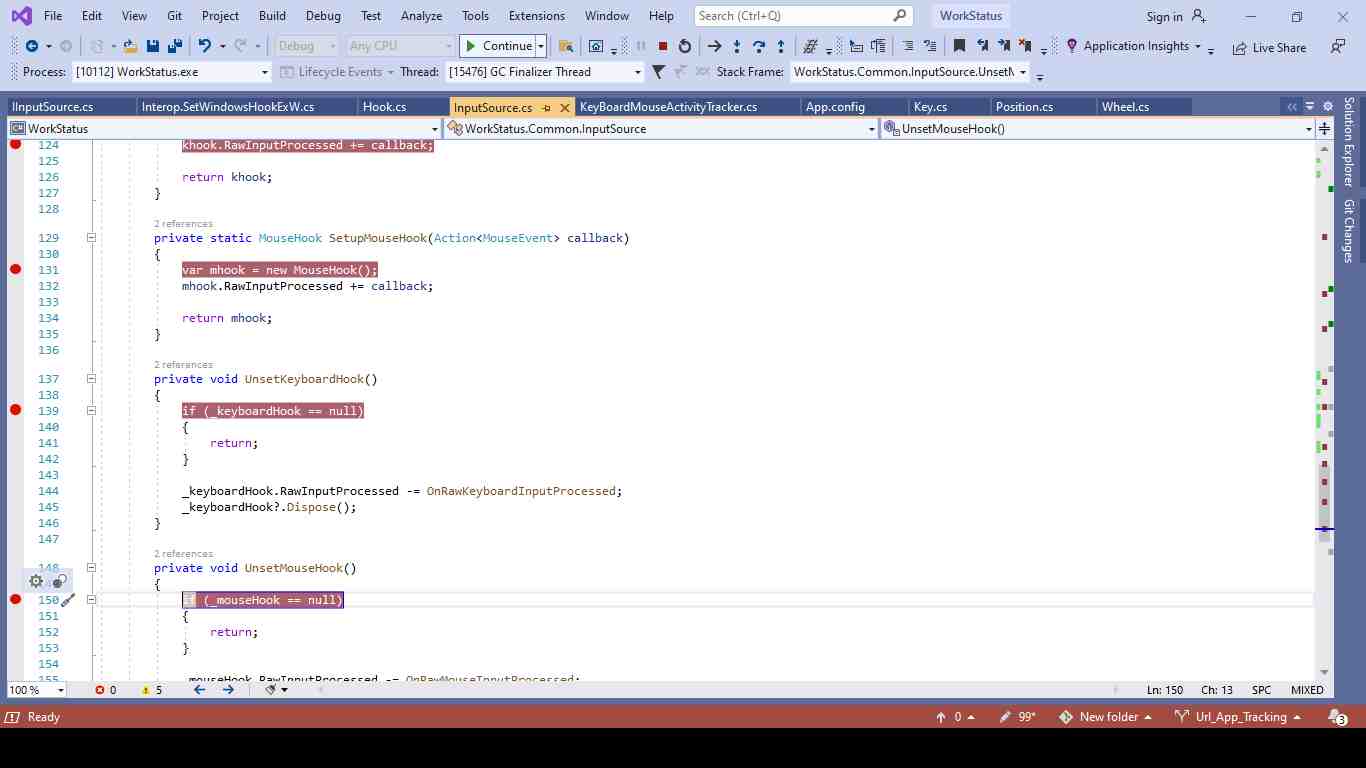 File Edit View Git Project Build Debug Test Analyze Tools Extensions Window Help Search (Ctrl+Q) WorkStatus Sign in
Debug Any CPU Continue Application Insights Live Share
Process: [10112] WorkStatus.exe Lifecycle Events Thread: [15476] GC Finalizer Thread Stack Frame: WorkStatus.Common.InputSource.UnsetM
IInputSource.cs Interop.SetWindowsHookExW.cs Hook.cs InputSource.cs KeyBoardMouseActivityTracker.cs App.config Key.cs Position.cs Wheel.cs
WorkStatus WorkStatus.Common.InputSource UnsetMouseHook()
Solution Explorer
Git Changes
124 khook.RawInputProcessed += callback;
125
126 return khook;
127 }
128
2 references
129 private static MouseHook SetupMouseHook(Action<MouseEvent> callback)
130 {
131 var mhook = new MouseHook();
132 mhook.RawInputProcessed += callback;
133
134 return mhook;
135 }
136
2 references
137 private void UnsetKeyboardHook()
138 {
139 if (_keyboardHook == null)
140 {
141 return;
142 }
143
144 _keyboardHook.RawInputProcessed -= OnRawKeyboardInputProcessed;
145 _keyboardHook?.Dispose();
146 }
147
2 references
148 private void UnsetMouseHook()
{
150 if (_mouseHook == null)
151 {
152 return;
153 }
154
155 _mouseHook.RawInputProcessed -= OnRawMouseInputProcessed;
100 % 0 5 Ln: 150 Ch: 13 SPC MIXED
Ready 0 99* New folder Url_App_Tracking 3